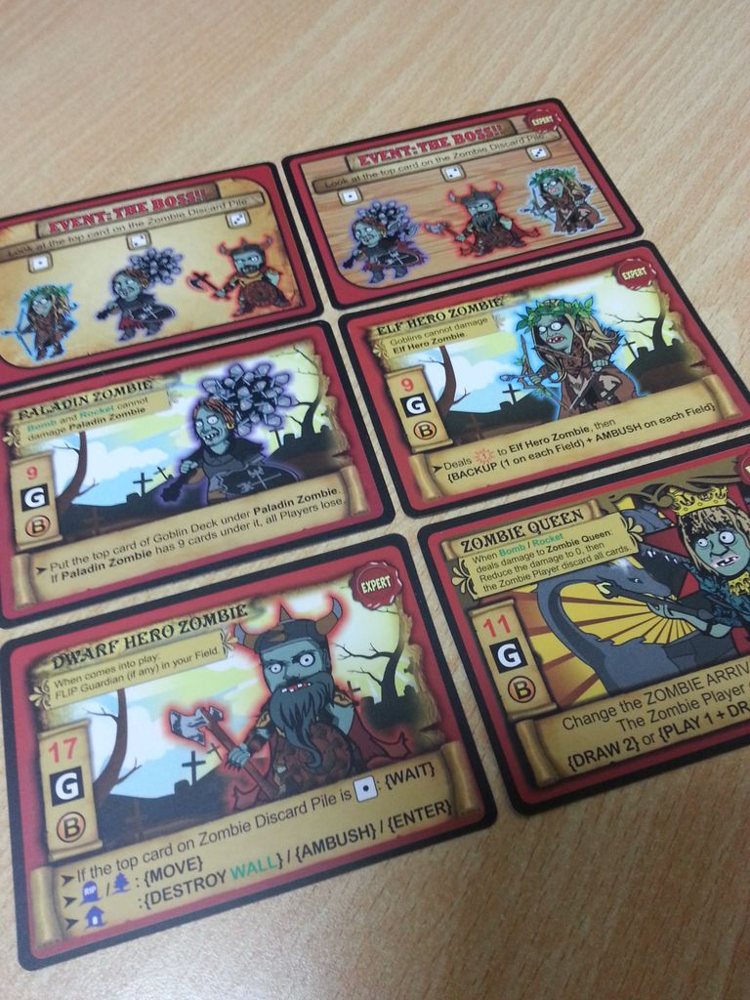 EVENT: THE BOSS!!
Look at the top card on the Zombie Discard Pile
EXPERT
EVENT: THE BOSS!!
Look at the top card on the Zombie Discard Pile
PALADIN ZOMBIE
Bomb and Rocket cannot
damage Paladin Zombie
9
G
B
Put the top card of Goblin Deck under Paladin Zombie.
If Paladin Zombie has 9 cards under it, all Players lose.
EXPERT
ELF HERO ZOMBIE
Goblins cannot damage
Elf Hero Zombie.
9
G
B
Deals 1 to Elf Hero Zombie, then
{BACKUP (1 on each Field) + AMBUSH on each Field}
EXPERT
DWARF HERO ZOMBIE
When comes into play:
FLIP Guardian (if any) in your Field.
17
G
B
If the top card on Zombie Discard Pile is : {WAIT}
RIP / : {MOVE}
: {DESTROY WALL} / {AMBUSH} / {ENTER}
ZOMBIE QUEEN
When Bomb / Rocket
deals damage to Zombie Queen:
Reduce the damage to 0, then
the Zombie Player discard all cards.
11
G
B
Change the ZOMBIE
The Zombie Player
{DRAW 2} or {PLAY 1 +